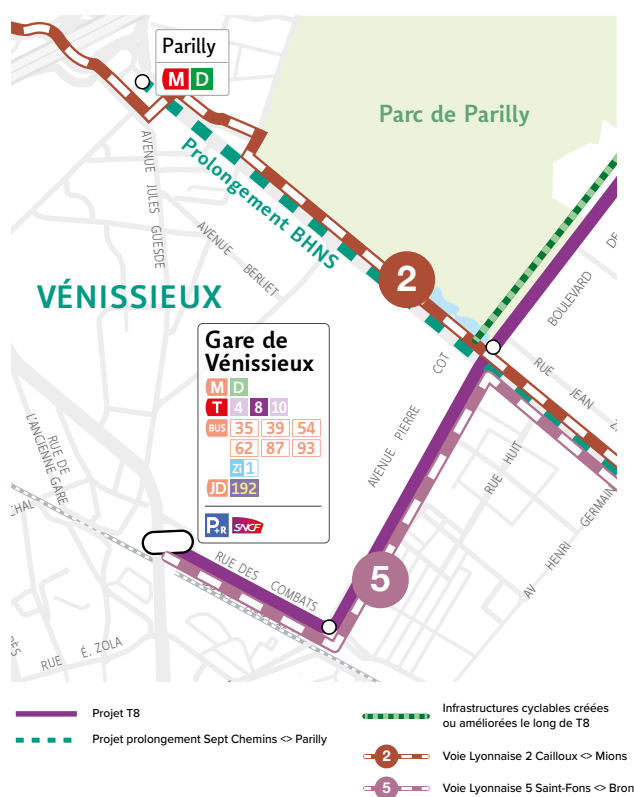 Parilly
M D
Parc de Parilly
AVENUE JULES GUESDE
Prolongement BHNS
AVENUE BERLIET
VÉNISSIEUX
2
BOULEVARD DE
Gare de
Vénissieux
M D
T 4 8 10
BUS 35 39 54
62 87 93
Zi 1
JD 192
P+R SNCF
COT
AVENUE PIERRE
RUE JEAN
RUE HUIT
AV HENRI GERMAIN
RUE DE
L'ANCIENNE GARE
CHAL
RUE DES COMBATS
5
RUE É. ZOLA
Projet T8
Projet prolongement Sept Chemins <> Parilly
Infrastructures cyclables créées
ou améliorées le long de T8
2 Voie Lyonnaise 2 Cailloux <> Mions
5 Voie Lyonnaise 5 Saint-Fons <> Bron